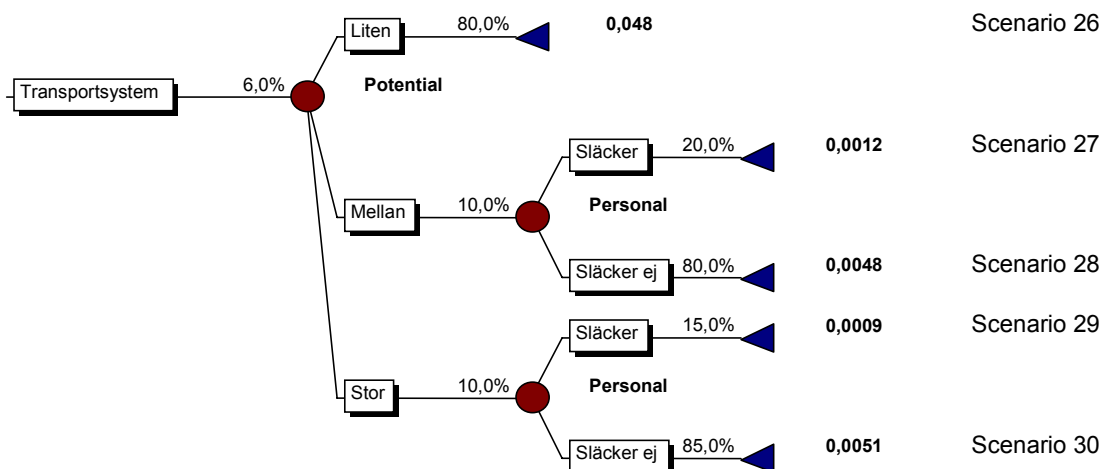 Liten 80,0% 0,048 Scenario 26
Potential
Transportsystem 6,0%
Släcker 20,0% 0,0012 Scenario 27
Mellan 10,0% Personal
Släcker ej 80,0% 0,0048 Scenario 28
Släcker 15,0% 0,0009 Scenario 29
Stor 10,0% Personal
Släcker ej 85,0% 0,0051 Scenario 30